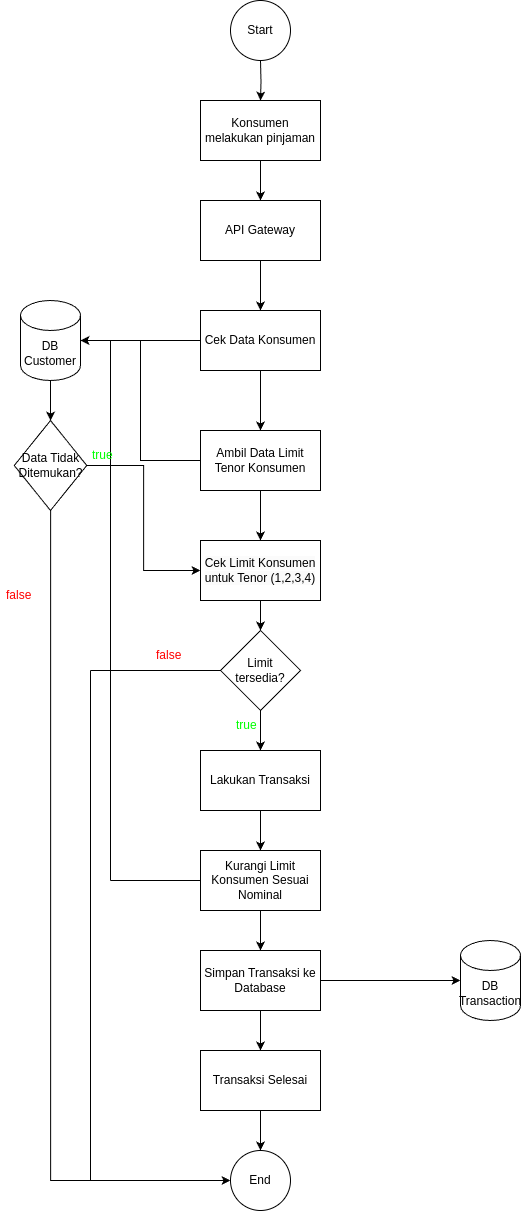 Start
Konsumen
melakukan pinjaman
API Gateway
Cek Data Konsumen
DB
Customer
Ambil Data Limit
Tenor Konsumen
Data Tidak
Ditemukan?
true
Cek Limit Konsumen
untuk Tenor (1,2,3,4)
false
false
Limit
tersedia?
true
Lakukan Transaksi
Kurangi Limit
Konsumen Sesuai
Nominal
Simpan Transaksi ke
Database
DB
Transaction
Transaksi Selesai
End